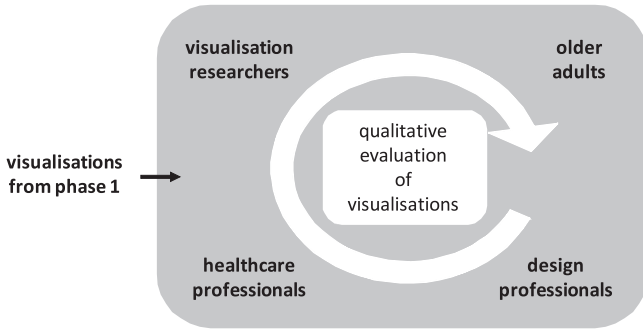 visualisation
researchers
older
adults
qualitative
evaluation
of
visualisations
visualisations
from phase 1
healthcare
professionals
design
professionals